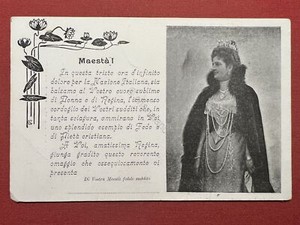 Maestà!
In questa triste ora d'infinito
dolore per la Nazione Italiana, sia
balsamo al Vostro cuore sublime
di Donna e di Regina, l'immenso
cordoglio dei Vostri sudditi che, in
tanta sciagura, ammirano in Voi
uno splendido esempio di Fede e
di Pietà cristiana.
A Voi, amatissima Regina,
giunga gradito questo reverente
omaggio che ossequiosamente vi
presenta
Di Vostra Maestà fedele suddito